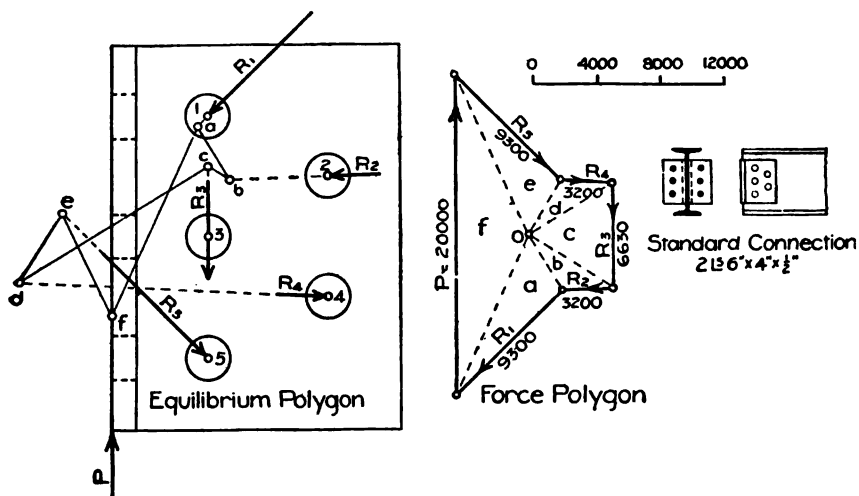 R₁
1
a
c
b
2
R₂
R₃
3
e
d
R₄
4
f
R₅
5
Equilibrium Polygon
P
0 4000 8000 12000
R₅
9300
R₄
3200
e
d
f
O
c
P=20000
R₃
6630
b
a
R₂
3200
R₁
9300
Force Polygon
Standard Connection
2 Ls 6"x4"x½"